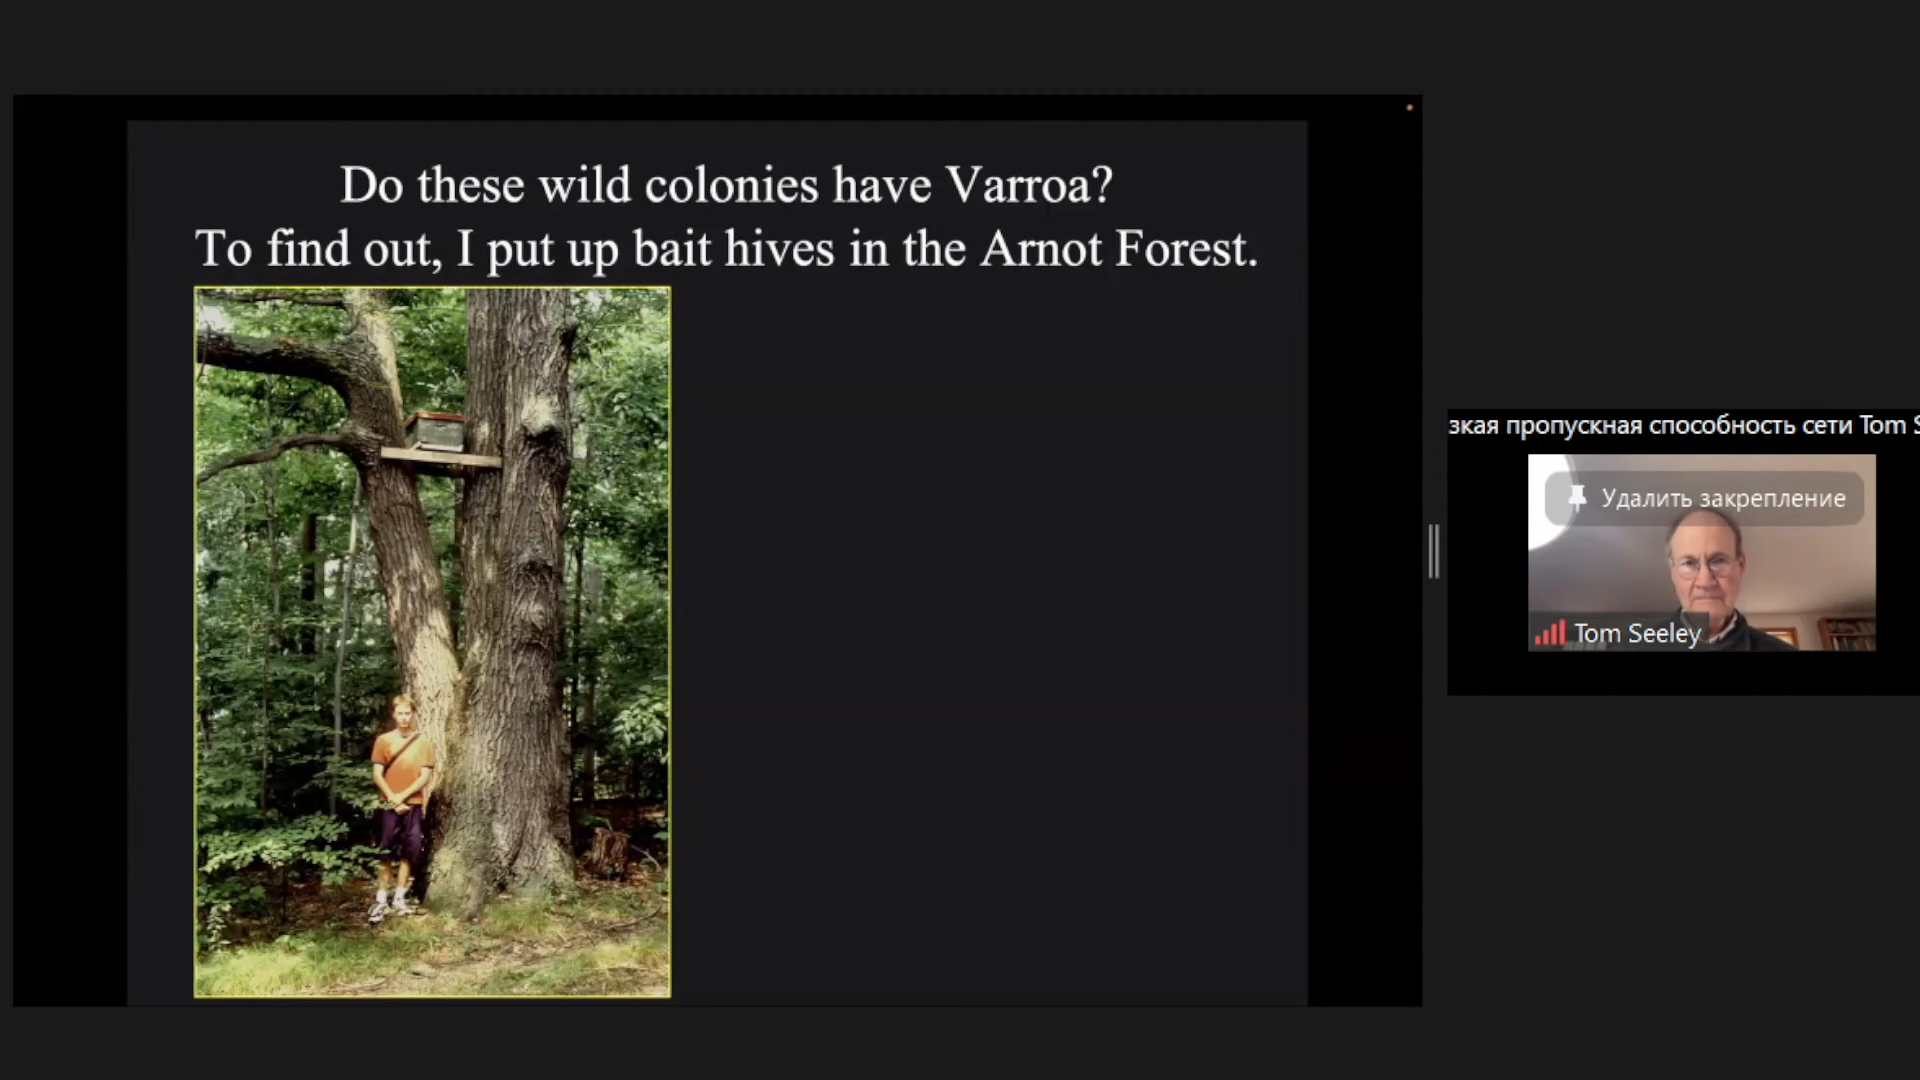 Do these wild colonies have Varroa?
To find out, I put up bait hives in the Arnot Forest.
зкая пропускная способность сети Tom S
Удалить закрепление
Tom Seeley